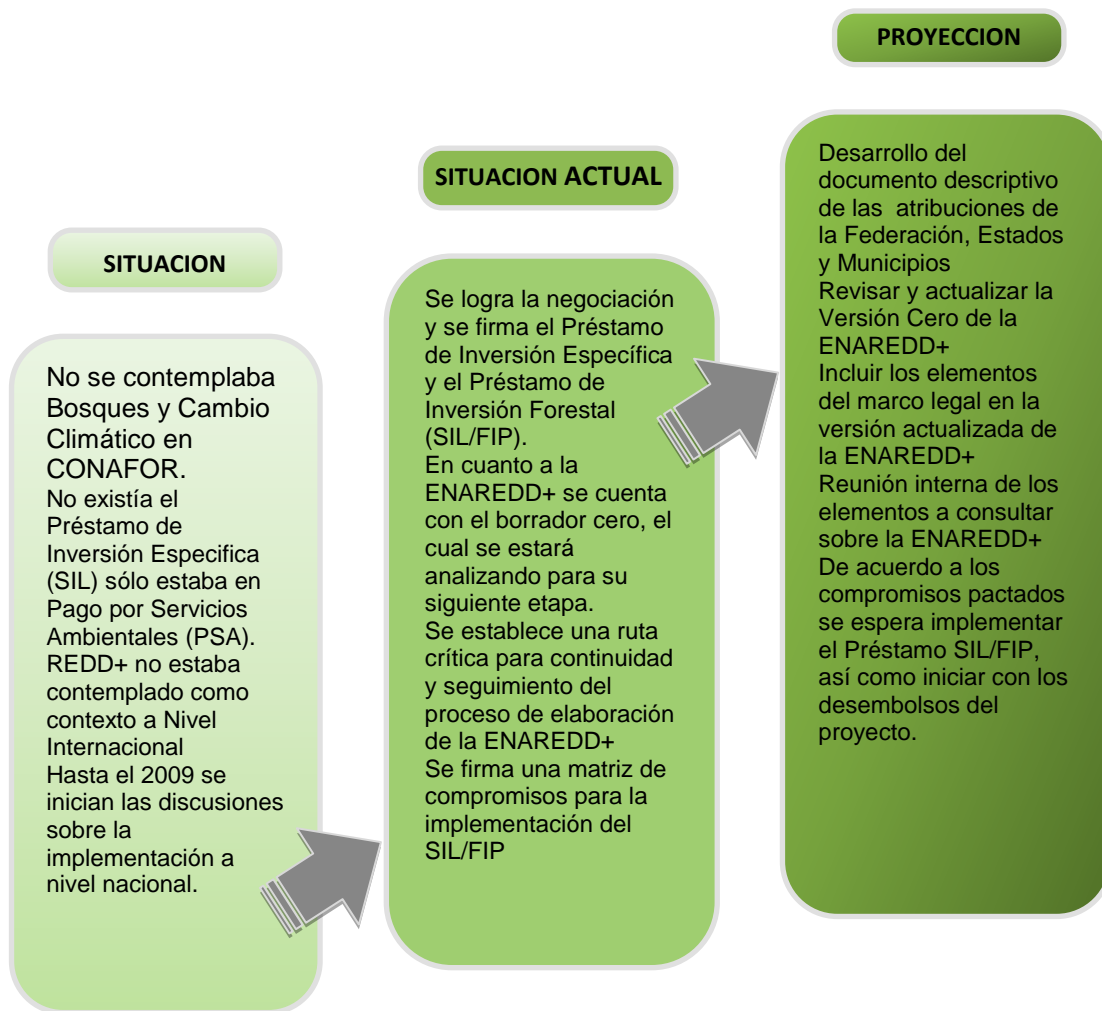 SITUACION
No se contemplaba
Bosques y Cambio
Climático en
CONAFOR.
No existía el
Préstamo de
Inversión Especifica
(SIL) sólo estaba en
Pago por Servicios
Ambientales (PSA).
REDD+ no estaba
contemplado como
contexto a Nivel
Internacional
Hasta el 2009 se
inician las discusiones
sobre la
implementación a
nivel nacional.
SITUACION ACTUAL
Se logra la negociación
y se firma el Préstamo
de Inversión Específica
y el Préstamo de
Inversión Forestal
(SIL/FIP).
En cuanto a la
ENAREDD+ se cuenta
con el borrador cero, el
cual se estará
analizando para su
siguiente etapa.
Se establece una ruta
crítica para continuidad
y seguimiento del
proceso de elaboración
de la ENAREDD+
Se firma una matriz de
compromisos para la
implementación del
SIL/FIP
PROYECCION
Desarrollo del
documento descriptivo
de las atribuciones de
la Federación, Estados
y Municipios
Revisar y actualizar la
Versión Cero de la
ENAREDD+
Incluir los elementos
del marco legal en la
versión actualizada de
la ENAREDD+
Reunión interna de los
elementos a consultar
sobre la ENAREDD+
De acuerdo a los
compromisos pactados
se espera implementar
el Préstamo SIL/FIP,
así como iniciar con los
desembolsos del
proyecto.